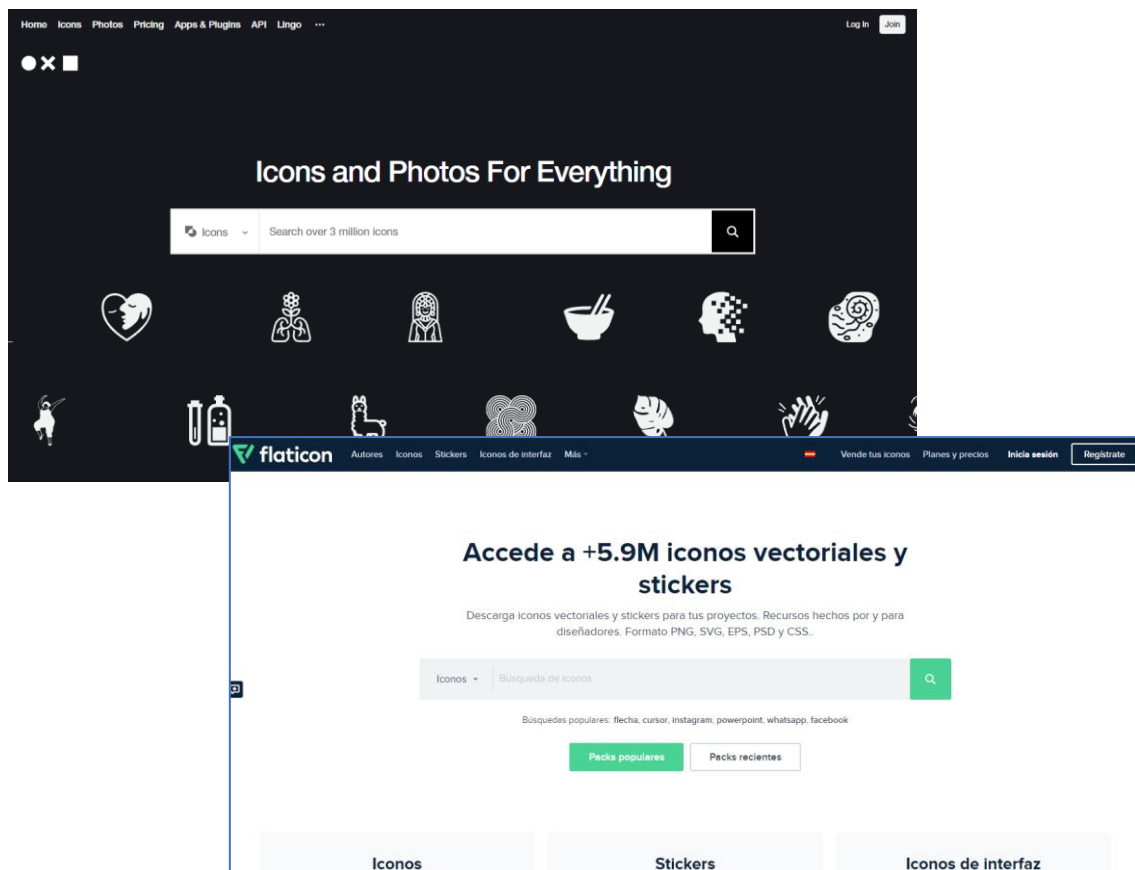 Home Icons Photos Pricing Apps & Plugins API Lingo ···
Log In Join
Icons and Photos For Everything
Icons Search over 3 million icons
flaticon Autores Iconos Stickers Iconos de interfaz Más Vende tus iconos Planes y precios Inicia sesión Regístrate
Accede a +5.9M iconos vectoriales y
stickers
Descarga iconos vectoriales y stickers para tus proyectos. Recursos hechos por y para
diseñadores. Formato PNG, SVG, EPS, PSD y CSS..
Iconos Búsqueda de iconos
Búsquedas populares: flecha, cursor, instagram, powerpoint, whatsapp, facebook
Packs populares Packs recientes
Iconos Stickers Iconos de interfaz